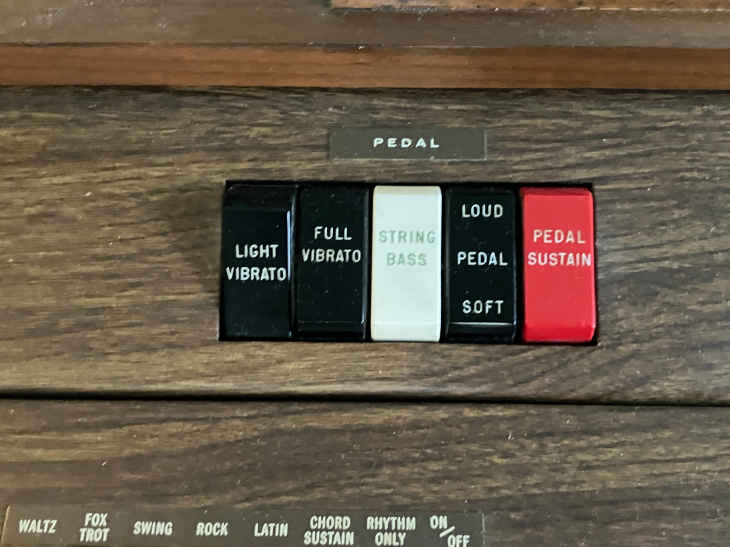 PEDAL
LIGHT
VIBRATO
FULL
VIBRATO
STRING
BASS
LOUD
PEDAL
SOFT
PEDAL
SUSTAIN
WALTZ
FOX
TROT
SWING
ROCK
LATIN
CHORD
SUSTAIN
RHYTHM
ONLY
ON/OFF